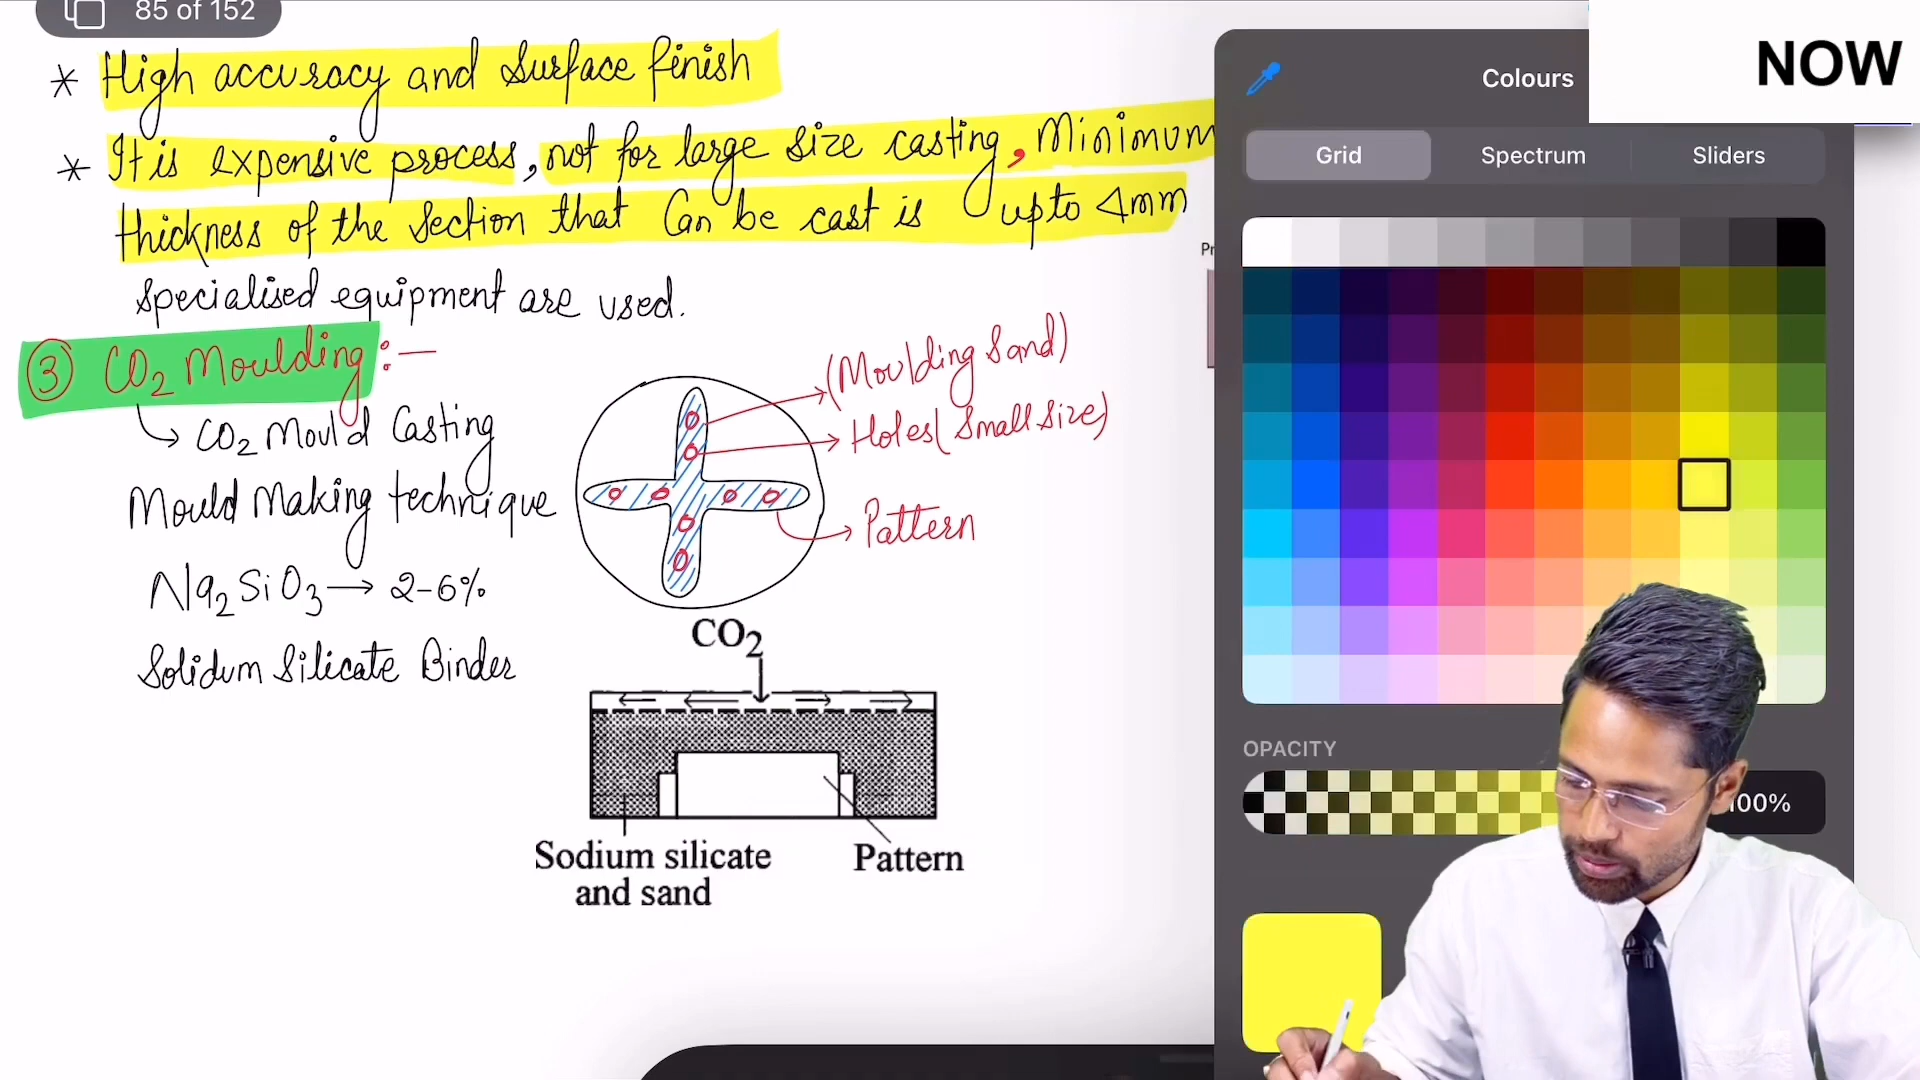 85 of 152
* High accuracy and Surface finish
* It is expensive process, not for large size casting, Minimum
thickness of the Section that Can be cast is upto 4mm
specialised equipment are used.
③ CO₂ Moulding :—
CO₂ Mould Casting
Mould Making technique
Na₂SiO₃ → 2-6%
Solidum Silicate Binder
(Moulding Sand)
Holes (Small Size)
Pattern
CO₂
Sodium silicate
and sand
Pattern
Pr
NOW
Colours
Grid Spectrum Sliders
OPACITY
100%